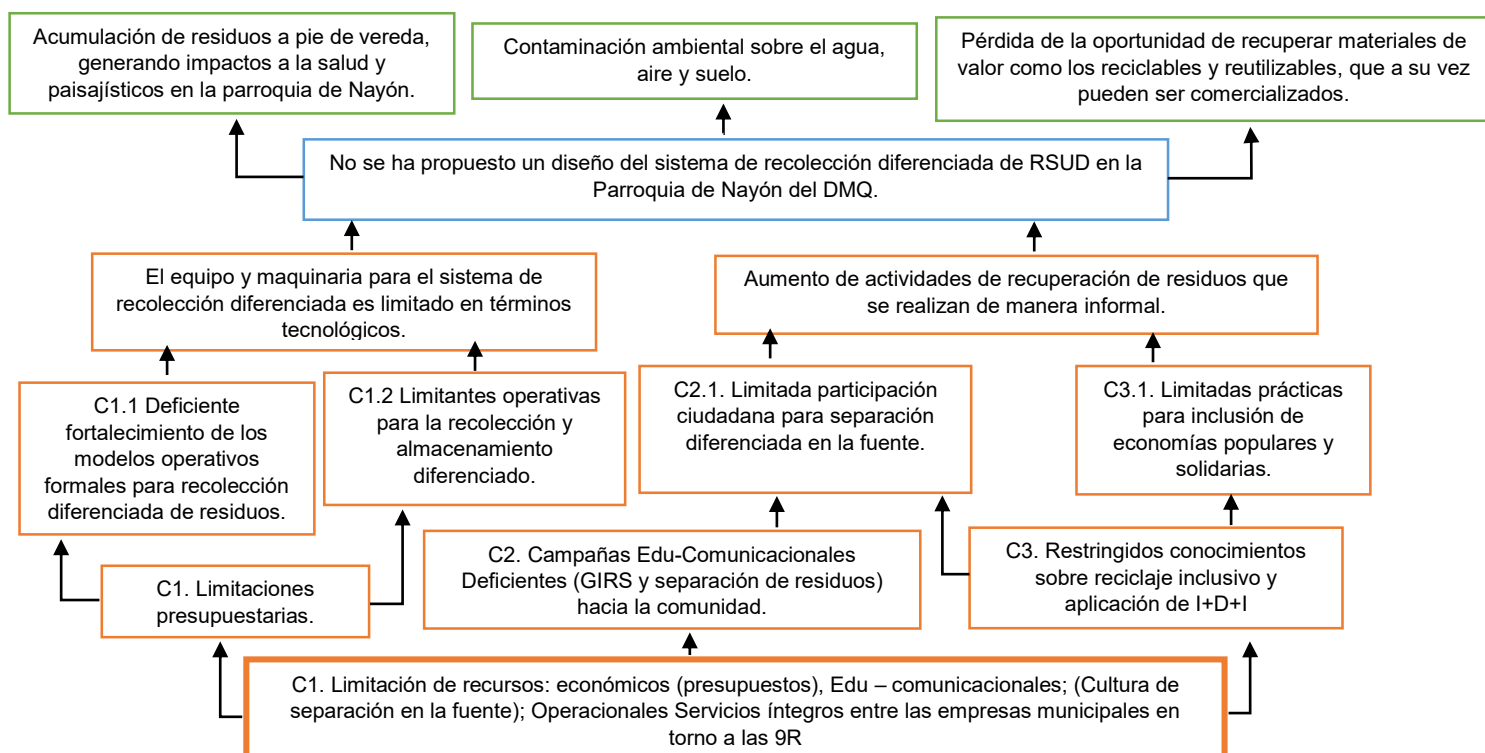 Acumulación de residuos a pie de vereda,
generando impactos a la salud y
paisajísticos en la parroquia de Nayón.
Contaminación ambiental sobre el agua,
aire y suelo.
Pérdida de la oportunidad de recuperar materiales de
valor como los reciclables y reutilizables, que a su vez
pueden ser comercializados.
No se ha propuesto un diseño del sistema de recolección diferenciada de RSUD en la
Parroquia de Nayón del DMQ.
El equipo y maquinaria para el sistema de
recolección diferenciada es limitado en términos
tecnológicos.
Aumento de actividades de recuperación de residuos que
se realizan de manera informal.
C1.1 Deficiente
fortalecimiento de los
modelos operativos
formales para recolección
diferenciada de residuos.
C1.2 Limitantes operativas
para la recolección y
almacenamiento
diferenciado.
C2.1. Limitada participación
ciudadana para separación
diferenciada en la fuente.
C3.1. Limitadas prácticas
para inclusión de
economías populares y
solidarias.
C1. Limitaciones
presupuestarias.
C2. Campañas Edu-Comunicacionales
Deficientes (GIRS y separación de residuos)
hacia la comunidad.
C3. Restringidos conocimientos
sobre reciclaje inclusivo y
aplicación de I+D+I
C1. Limitación de recursos: económicos (presupuestos), Edu – comunicacionales; (Cultura de
separación en la fuente); Operacionales Servicios íntegros entre las empresas municipales en
torno a las 9R